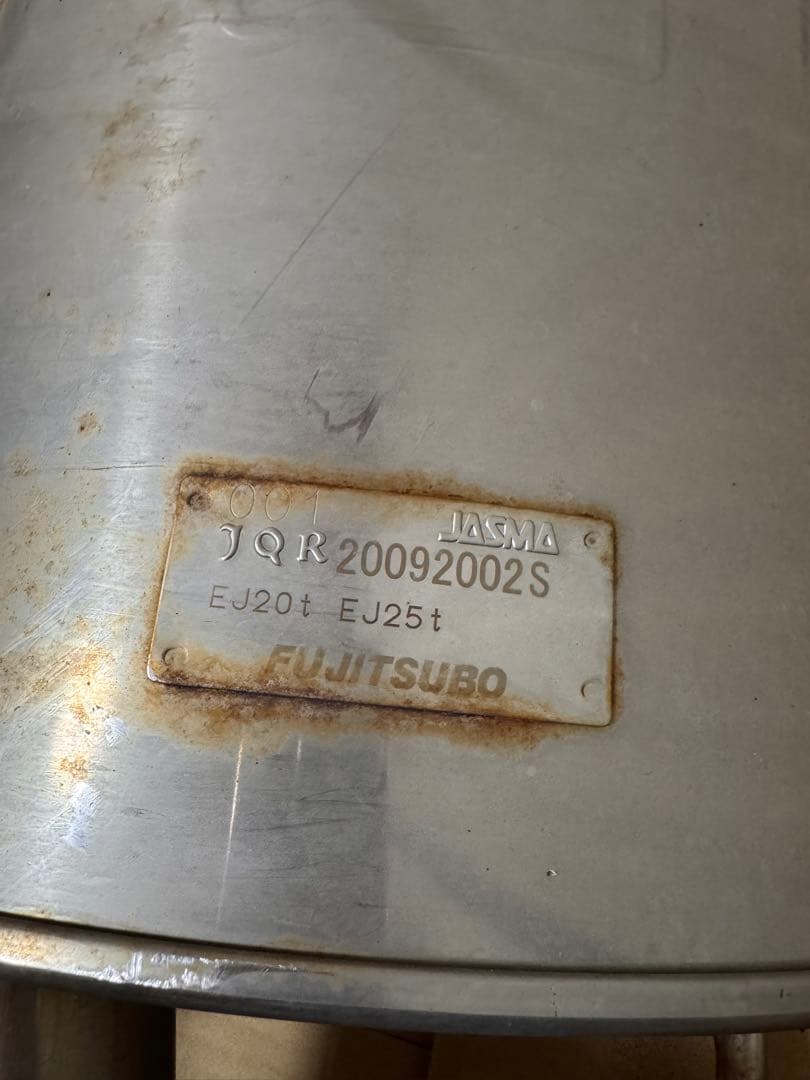 001
JASMA
JQR 20092002S
EJ20t EJ25t
FUJITSUBO